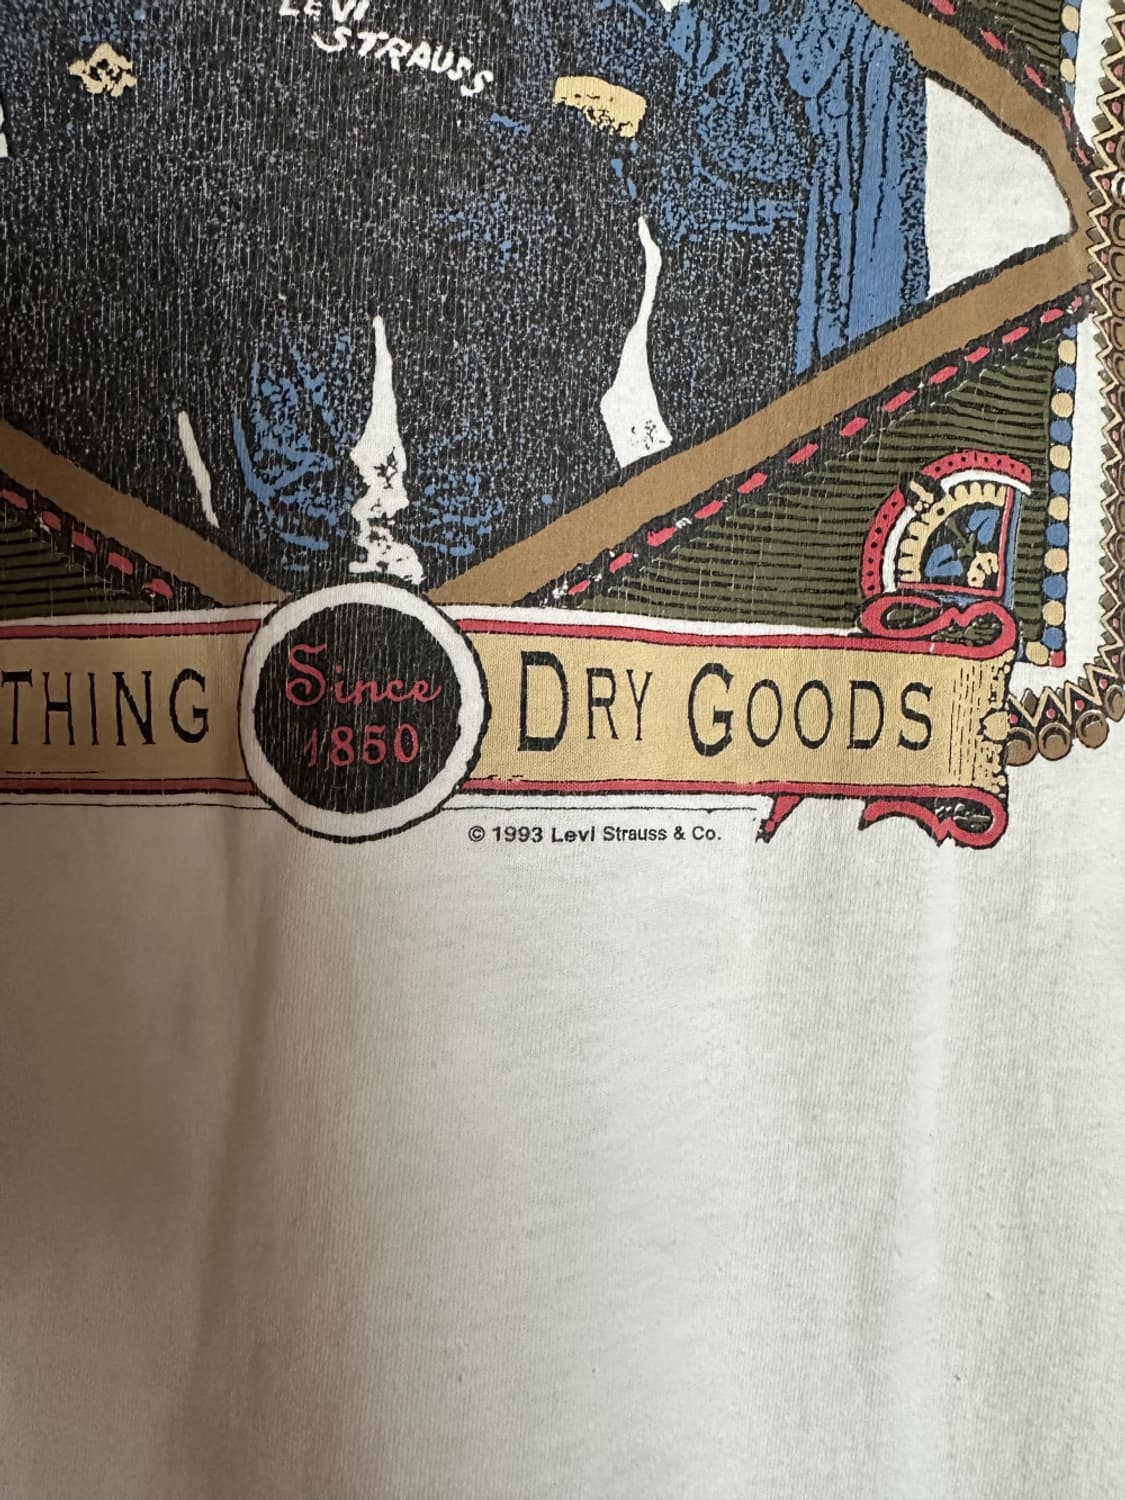 LEVI
STRAUSS
THING
Since
1850
DRY GOODS
© 1993 Levi Strauss & Co.